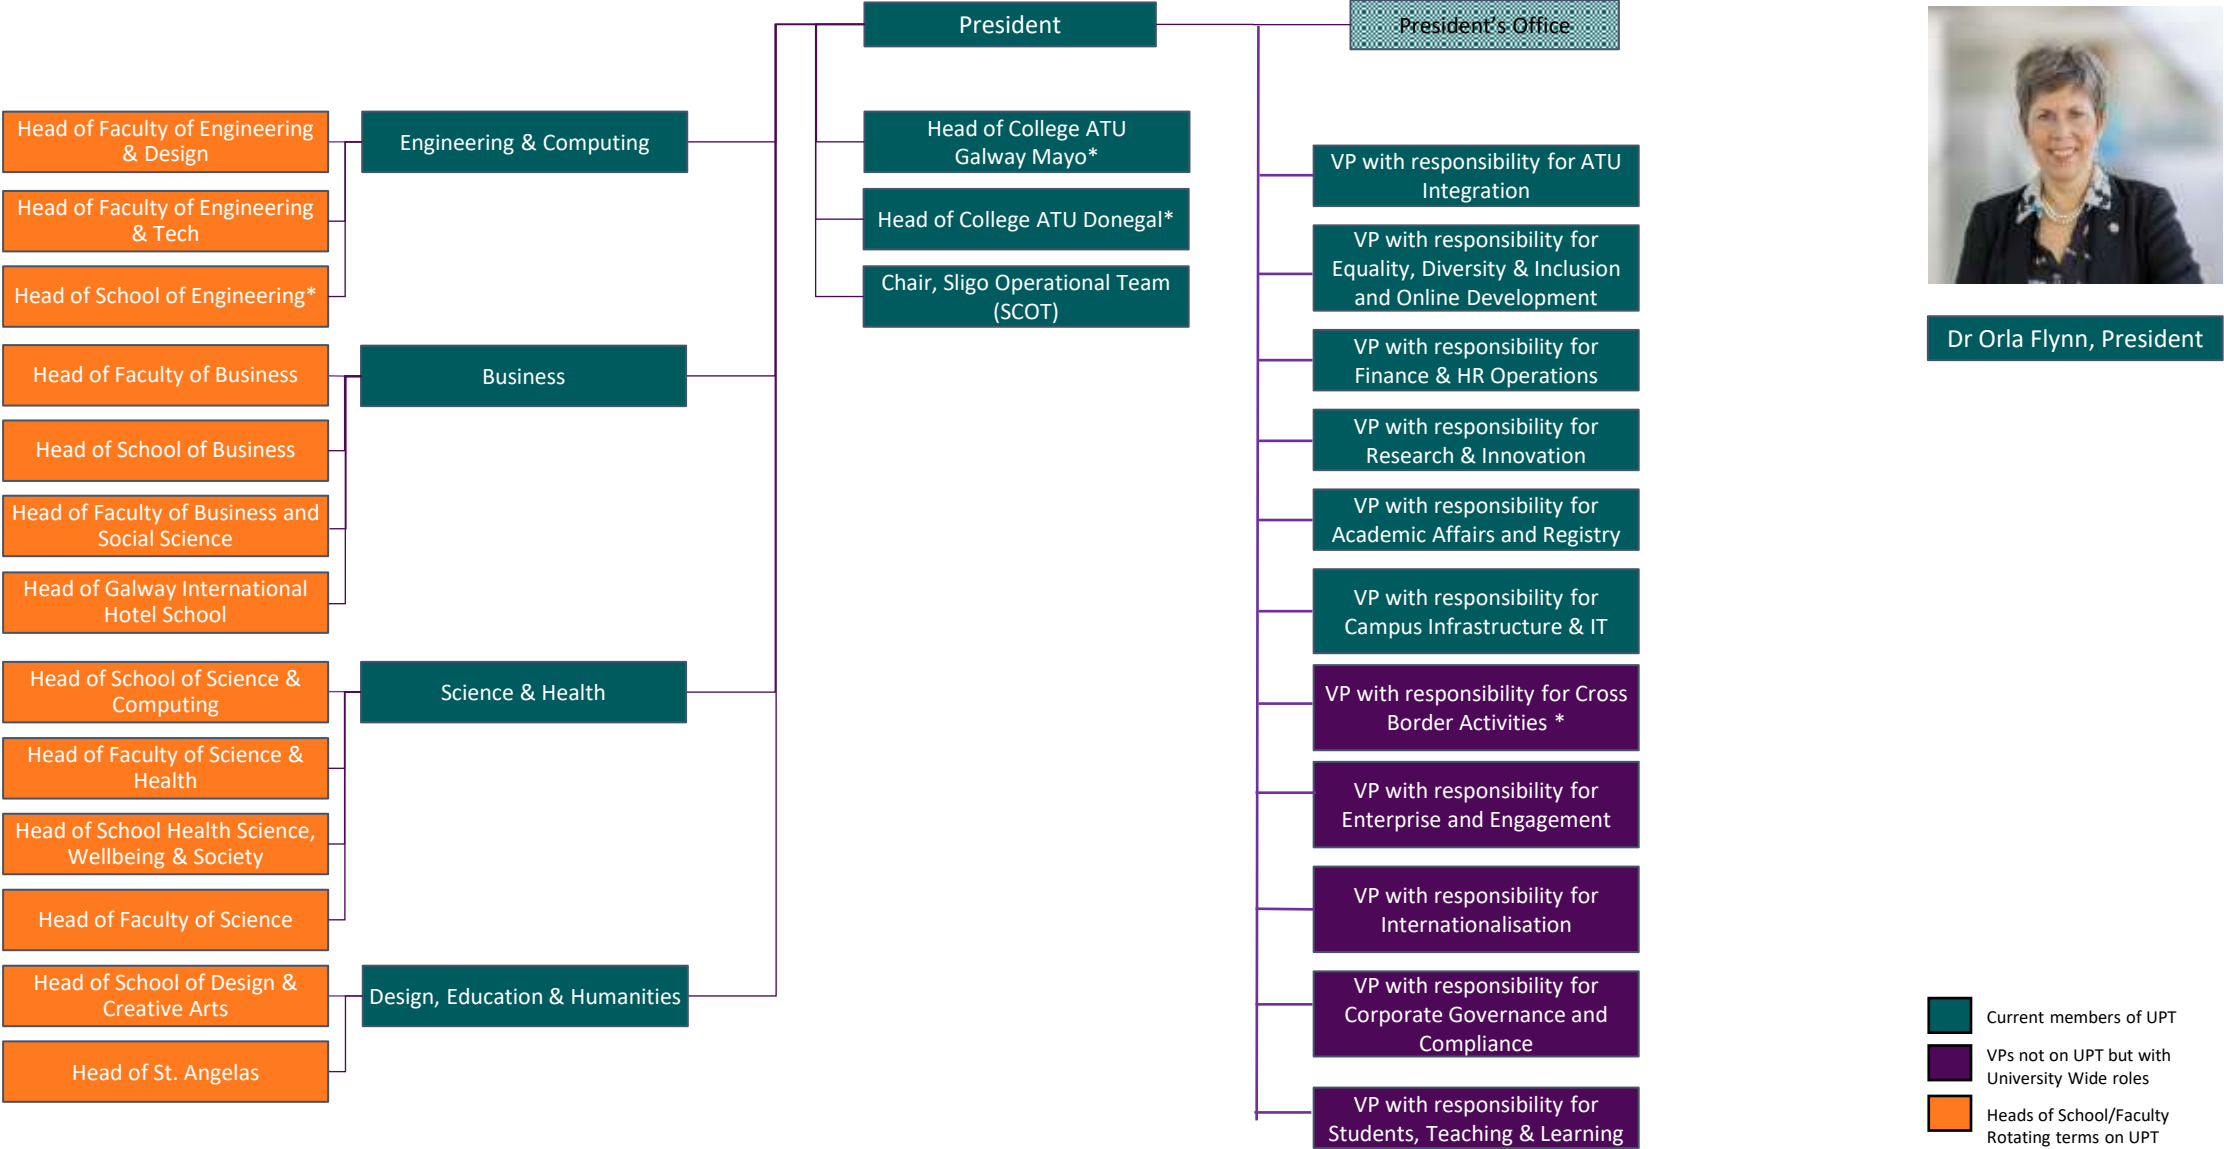 President
President's Office
Head of Faculty of Engineering
& Design
Head of Faculty of Engineering
& Tech
Head of School of Engineering*
Head of Faculty of Business
Head of School of Business
Head of Faculty of Business and
Social Science
Head of Galway International
Hotel School
Head of School of Science &
Computing
Head of Faculty of Science &
Health
Head of School Health Science,
Wellbeing & Society
Head of Faculty of Science
Head of School of Design &
Creative Arts
Head of St. Angelas
Engineering & Computing
Business
Science & Health
Design, Education & Humanities
Head of College ATU
Galway Mayo*
Head of College ATU Donegal*
Chair, Sligo Operational Team
(SCOT)
VP with responsibility for ATU
Integration
VP with responsibility for
Equality, Diversity & Inclusion
and Online Development
VP with responsibility for
Finance & HR Operations
VP with responsibility for
Research & Innovation
VP with responsibility for
Academic Affairs and Registry
VP with responsibility for
Campus Infrastructure & IT
VP with responsibility for Cross
Border Activities *
VP with responsibility for
Enterprise and Engagement
VP with responsibility for
Internationalisation
VP with responsibility for
Corporate Governance and
Compliance
VP with responsibility for
Students, Teaching & Learning
Dr Orla Flynn, President
Current members of UPT
VPs not on UPT but with
University Wide roles
Heads of School/Faculty
Rotating terms on UPT